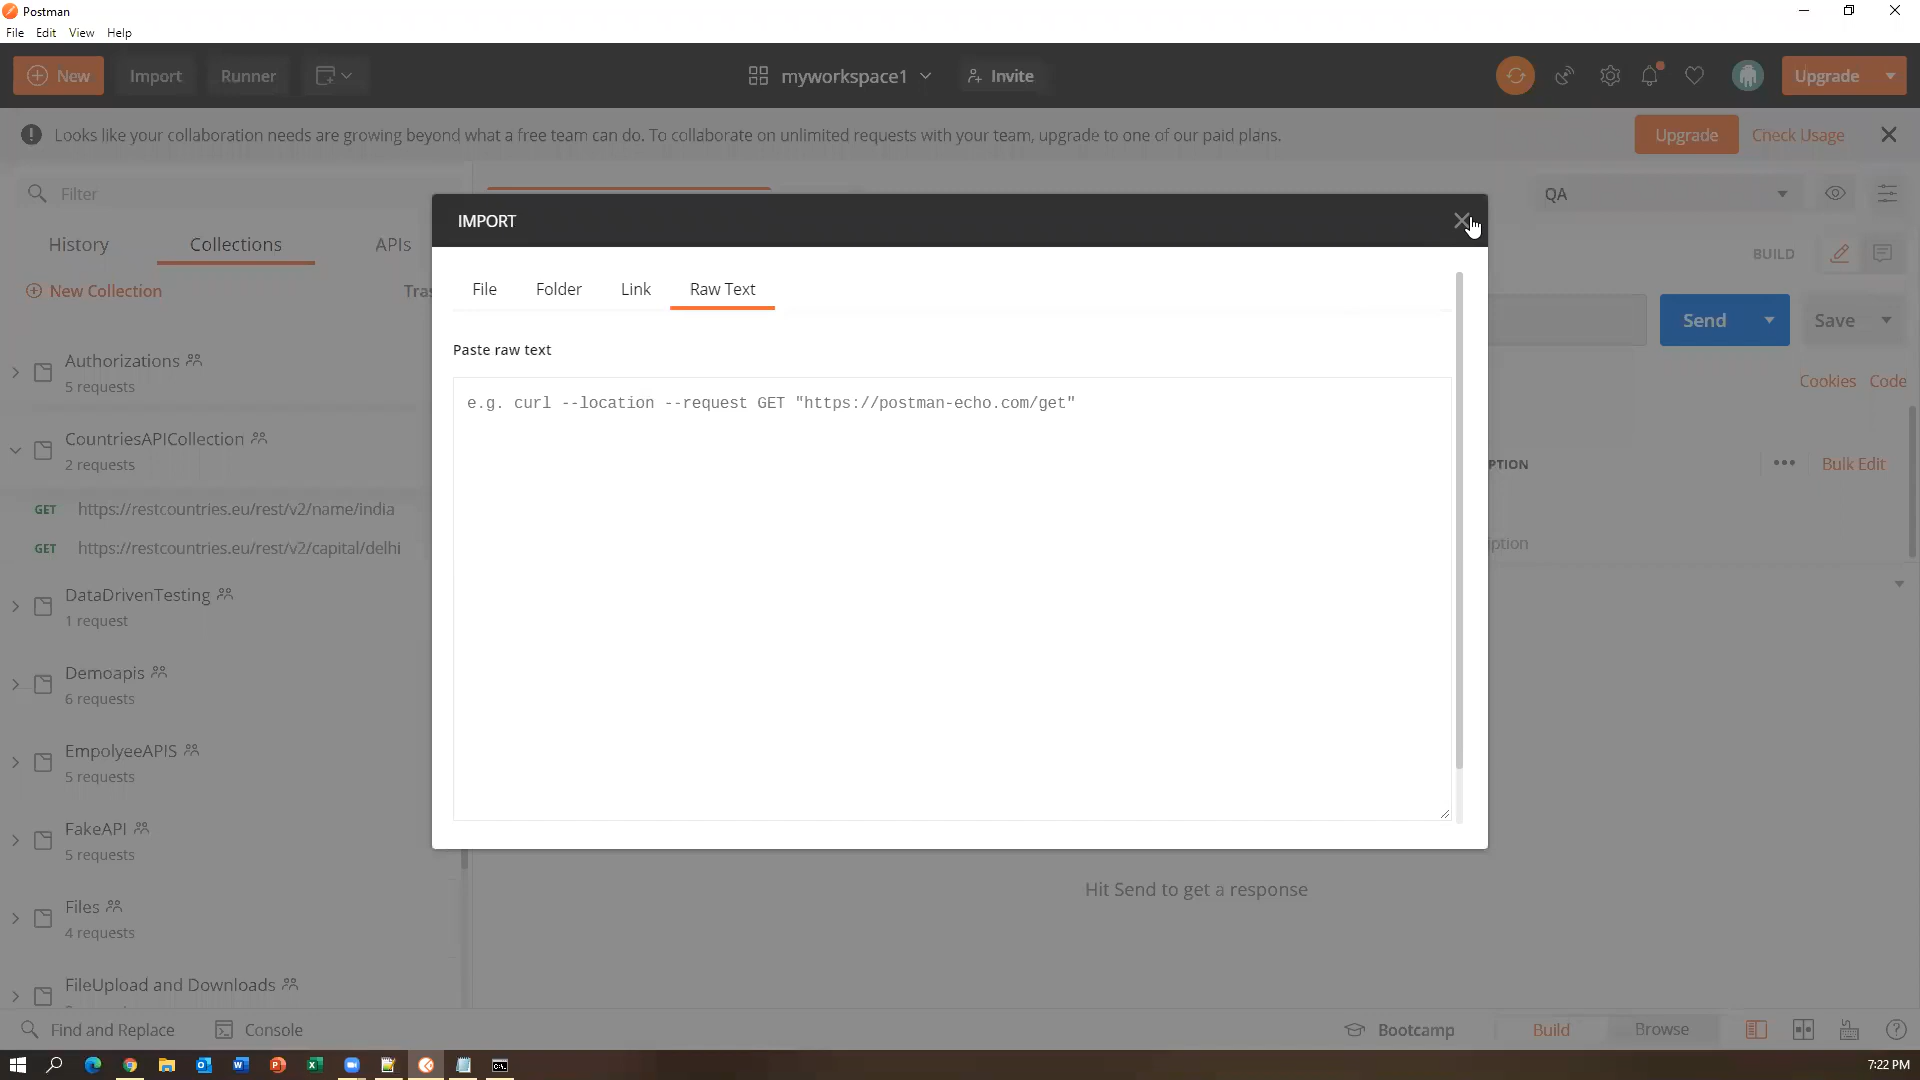 Postman
File Edit View Help
New Import Runner myworkspace1 Invite Upgrade
Looks like your collaboration needs are growing beyond what a free team can do. To collaborate on unlimited requests with your team, upgrade to one of our paid plans. Upgrade Check Usage
Filter
QA
History Collections APIs
BUILD
New Collection Tras
IMPORT
File Folder Link Raw Text
Paste raw text
e.g. curl --location --request GET "https://postman-echo.com/get"
Send Save
Cookies Code
PTION Bulk Edit
iption
Authorizations
5 requests
CountriesAPICollection
2 requests
GET https://restcountries.eu/rest/v2/name/india
GET https://restcountries.eu/rest/v2/capital/delhi
DataDrivenTesting
1 request
Demoapis
6 requests
EmpolyeeAPIS
5 requests
FakeAPI
5 requests
Files
4 requests
FileUpload and Downloads
Hit Send to get a response
Find and Replace Console Bootcamp Build Browse
7:22 PM